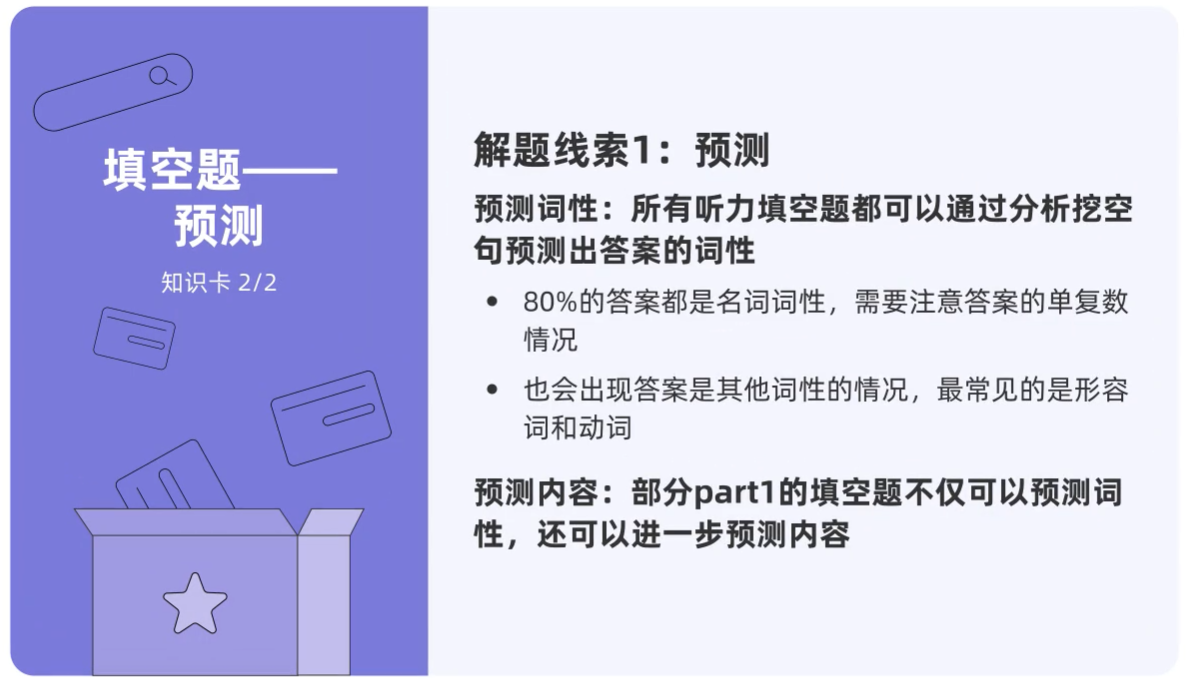 填空题——
预测
知识卡 2/2
解题线索1：预测
预测词性：所有听力填空题都可以通过分析挖空
句预测出答案的词性
• 80%的答案都是名词词性，需要注意答案的单复数
情况
• 也会出现答案是其他词性的情况，最常见的是形容
词和动词
预测内容：部分part1的填空题不仅可以预测词
性，还可以进一步预测内容